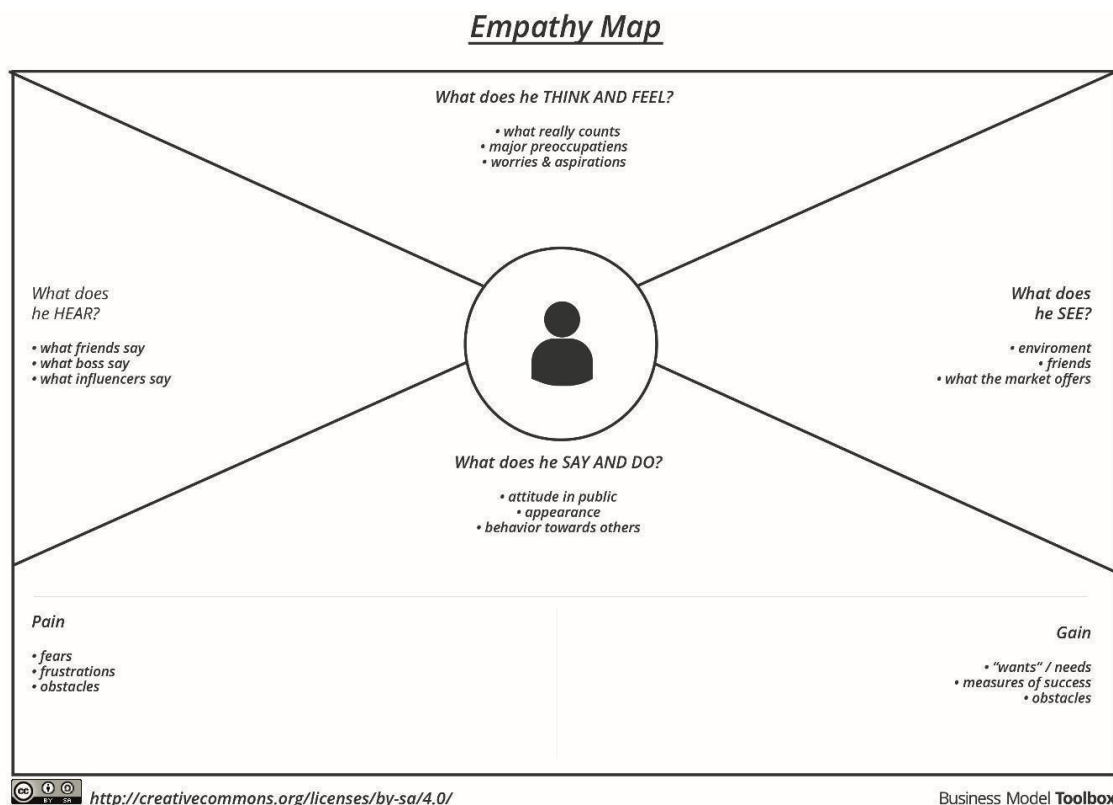 Empathy Map
What does he THINK AND FEEL?
• what really counts
• major preoccupatiens
• worries & aspirations
What does
he HEAR?
• what friends say
• what boss say
• what influencers say
What does
he SEE?
• enviroment
• friends
• what the market offers
What does he SAY AND DO?
• attitude in public
• appearance
• behavior towards others
Pain
• fears
• frustrations
• obstacles
Gain
• “wants” / needs
• measures of success
• obstacles
cc BY SA
http://creativecommons.org/licenses/by-sa/4.0/
Business Model Toolbox